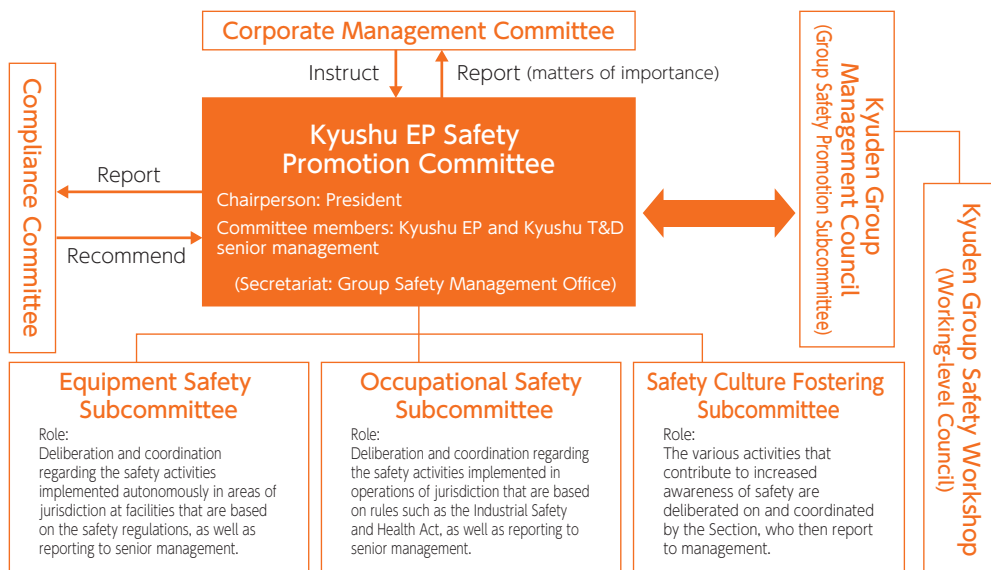 Corporate Management Committee
Instruct
Report (matters of importance)
Compliance Committee
Report
Recommend
Kyushu EP Safety
Promotion Committee
Chairperson: President
Committee members: Kyushu EP and Kyushu T&D
senior management
(Secretariat: Group Safety Management Office)
Kyuden Group
Management Council
(Group Safety Promotion Subcommittee)
Kyuden Group Safety Workshop
(Working-level Council)
Equipment Safety
Subcommittee
Role:
Deliberation and coordination
regarding the safety activities
implemented autonomously in areas of
jurisdiction at facilities that are based
on the safety regulations, as well as
reporting to senior management.
Occupational Safety
Subcommittee
Role:
Deliberation and coordination regarding
the safety activities implemented in
operations of jurisdiction that are based
on rules such as the Industrial Safety
and Health Act, as well as reporting to
senior management.
Safety Culture Fostering
Subcommittee
Role:
The various activities that
contribute to increased
awareness of safety are
deliberated on and coordinated
by the Section, who then report
to management.